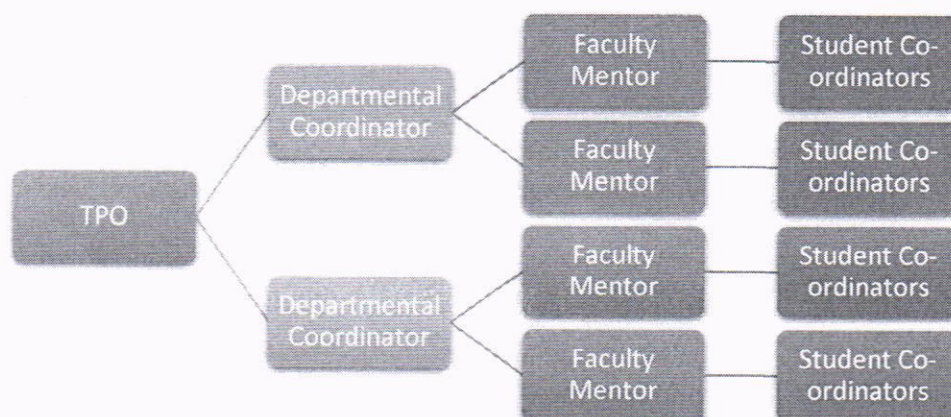 TPO
Departmental
Coordinator
Faculty
Mentor
Student Co-
ordinators
Faculty
Mentor
Student Co-
ordinators
Departmental
Coordinator
Faculty
Mentor
Student Co-
ordinators
Faculty
Mentor
Student Co-
ordinators